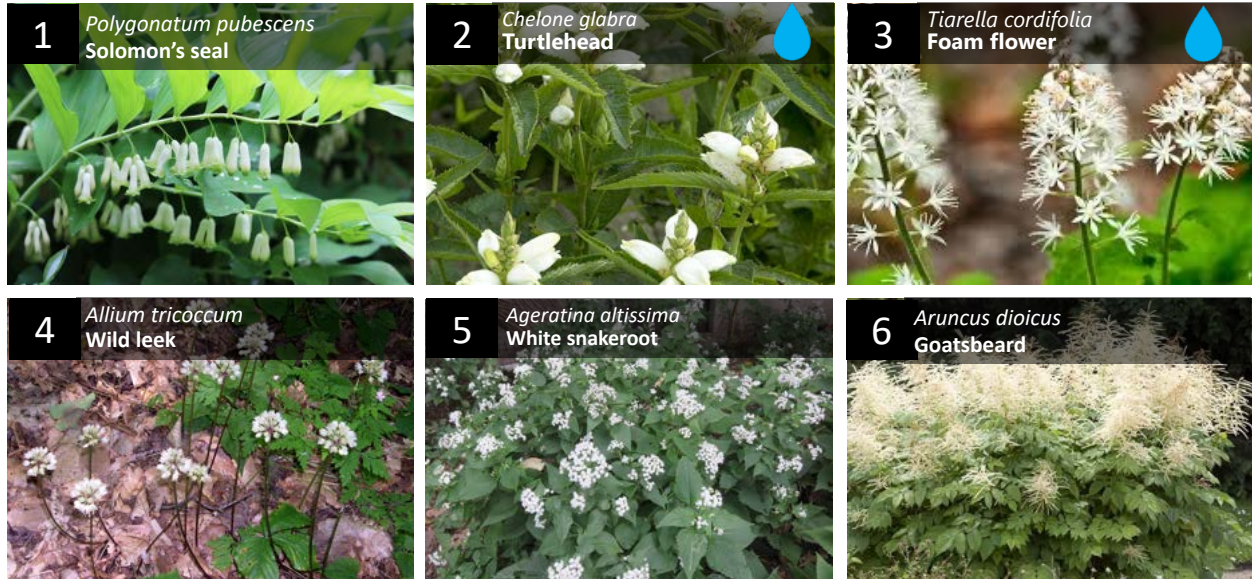 1
Polygonatum pubescens
Solomon's seal
2
Chelone glabra
Turtlehead
3
Tiarella cordifolia
Foam flower
4
Allium tricoccum
Wild leek
5
Ageratina altissima
White snakeroot
6
Aruncus dioicus
Goatsbeard